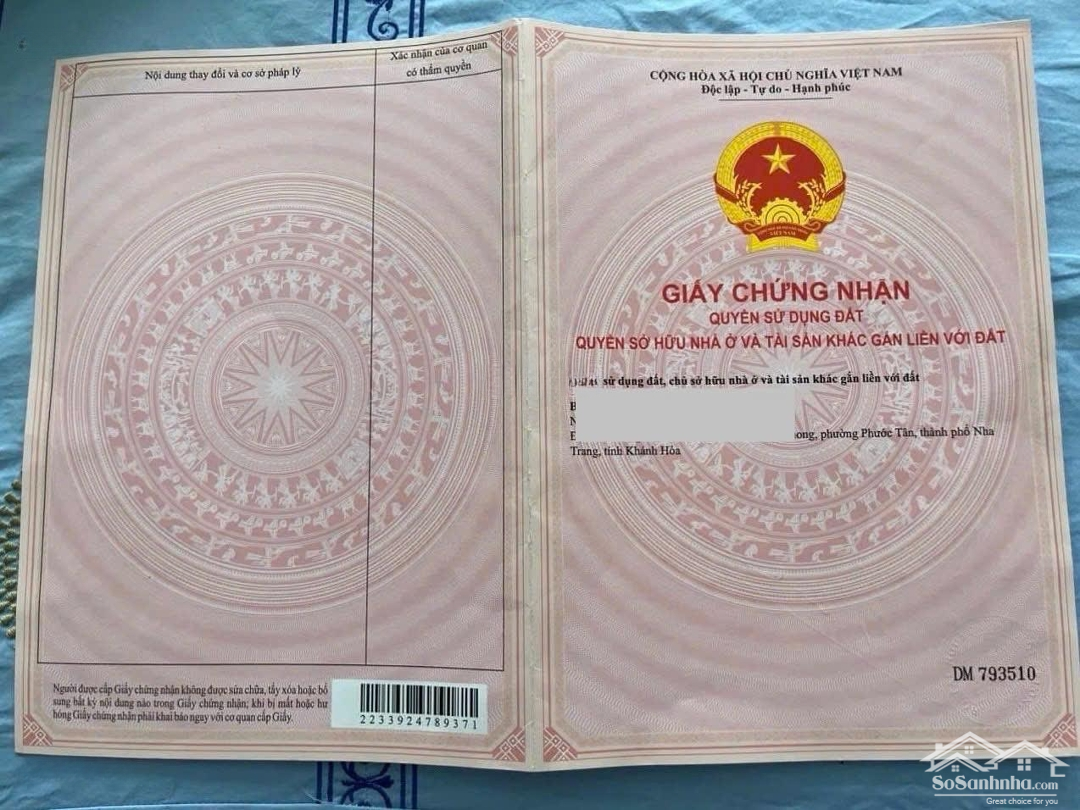 Nội dung thay đổi và cơ sở pháp lý
Xác nhận của cơ quan
có thẩm quyền
Người được cấp Giấy chứng nhận không được sửa chữa, tẩy xóa hoặc bổ
sung bất kỳ nội dung nào trong Giấy chứng nhận; khi bị mất hoặc hư
hỏng Giấy chứng nhận phải khai báo ngay với cơ quan cấp Giấy.
2233924789371
CỘNG HÒA XÃ HỘI CHỦ NGHĨA VIỆT NAM
Độc lập - Tự do - Hạnh phúc
VIỆT NAM
GIẤY CHỨNG NHẬN
QUYỀN SỬ DỤNG ĐẤT
QUYỀN SỞ HỮU NHÀ Ở VÀ TÀI SẢN KHÁC GẮN LIỀN VỚI ĐẤT
sử dụng đất, chủ sở hữu nhà ở và tài sản khác gắn liền với đất
phường Phước Tân, thành phố Nha
Trang, tỉnh Khánh Hòa
DM 793510
SoSanhnha.com
Great choice for you